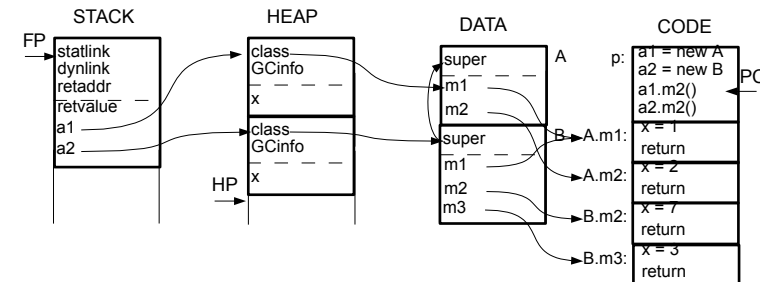 STACK
HEAP
DATA
CODE
FP
statlink
dynlink
retaddr
retvalue
a1
a2
class
GCinfo
x
class
GCinfo
x
HP
super
A
m1
m2
super
B
m1
m2
m3
p:
a1 = new A
a2 = new B
a1.m2()
a2.m2()
PC
A.m1:
x = 1
return
A.m2:
x = 2
return
B.m2:
x = 7
return
B.m3:
x = 3
return